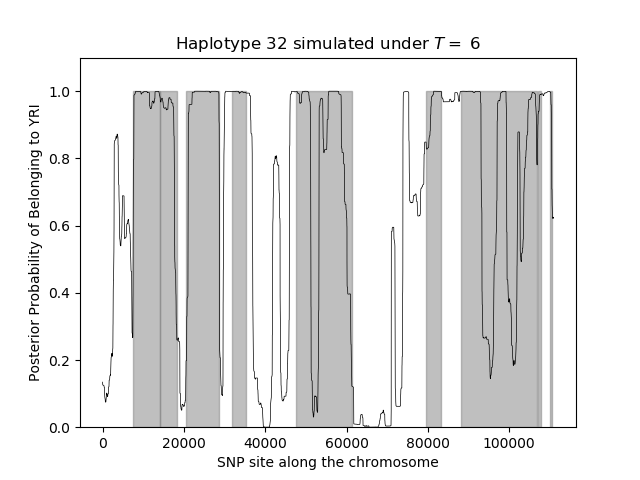 Haplotype 32 simulated under T = 6
Posterior Probability of Belonging to YRI
1.0
0.8
0.6
0.4
0.2
0.0
0 20000 40000 60000 80000 100000
SNP site along the chromosome